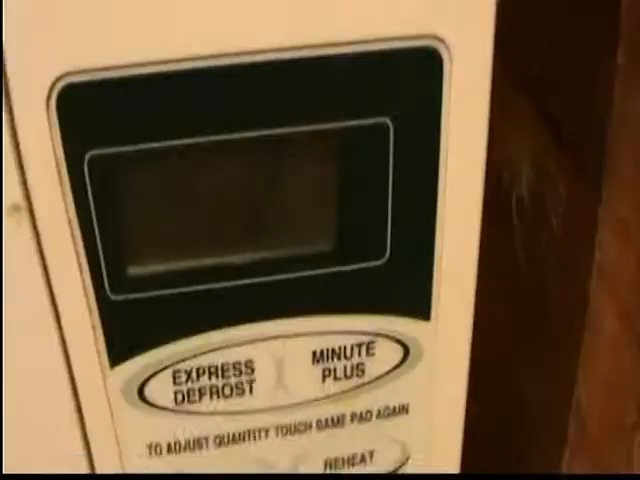 EXPRESS DEFROST
MINUTE PLUS
TO ADJUST QUANTITY TOUCH SAME PAD AGAIN
REHEAT